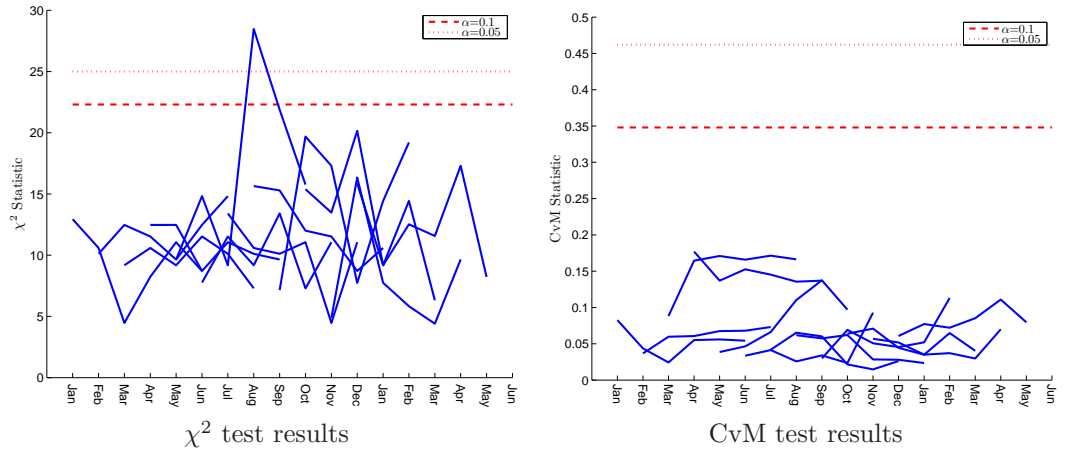 30
25
20
15
10
5
0
χ² Statistic
α=0.1
α=0.05
Jan Feb Mar Apr May Jun Jul Aug Sep Oct Nov Dec Jan Feb Mar Apr May Jun
χ² test results
0.5
0.45
0.4
0.35
0.3
0.25
0.2
0.15
0.1
0.05
0
CvM Statistic
α=0.1
α=0.05
Jan Feb Mar Apr May Jun Jul Aug Sep Oct Nov Dec Jan Feb Mar Apr May Jun
CvM test results